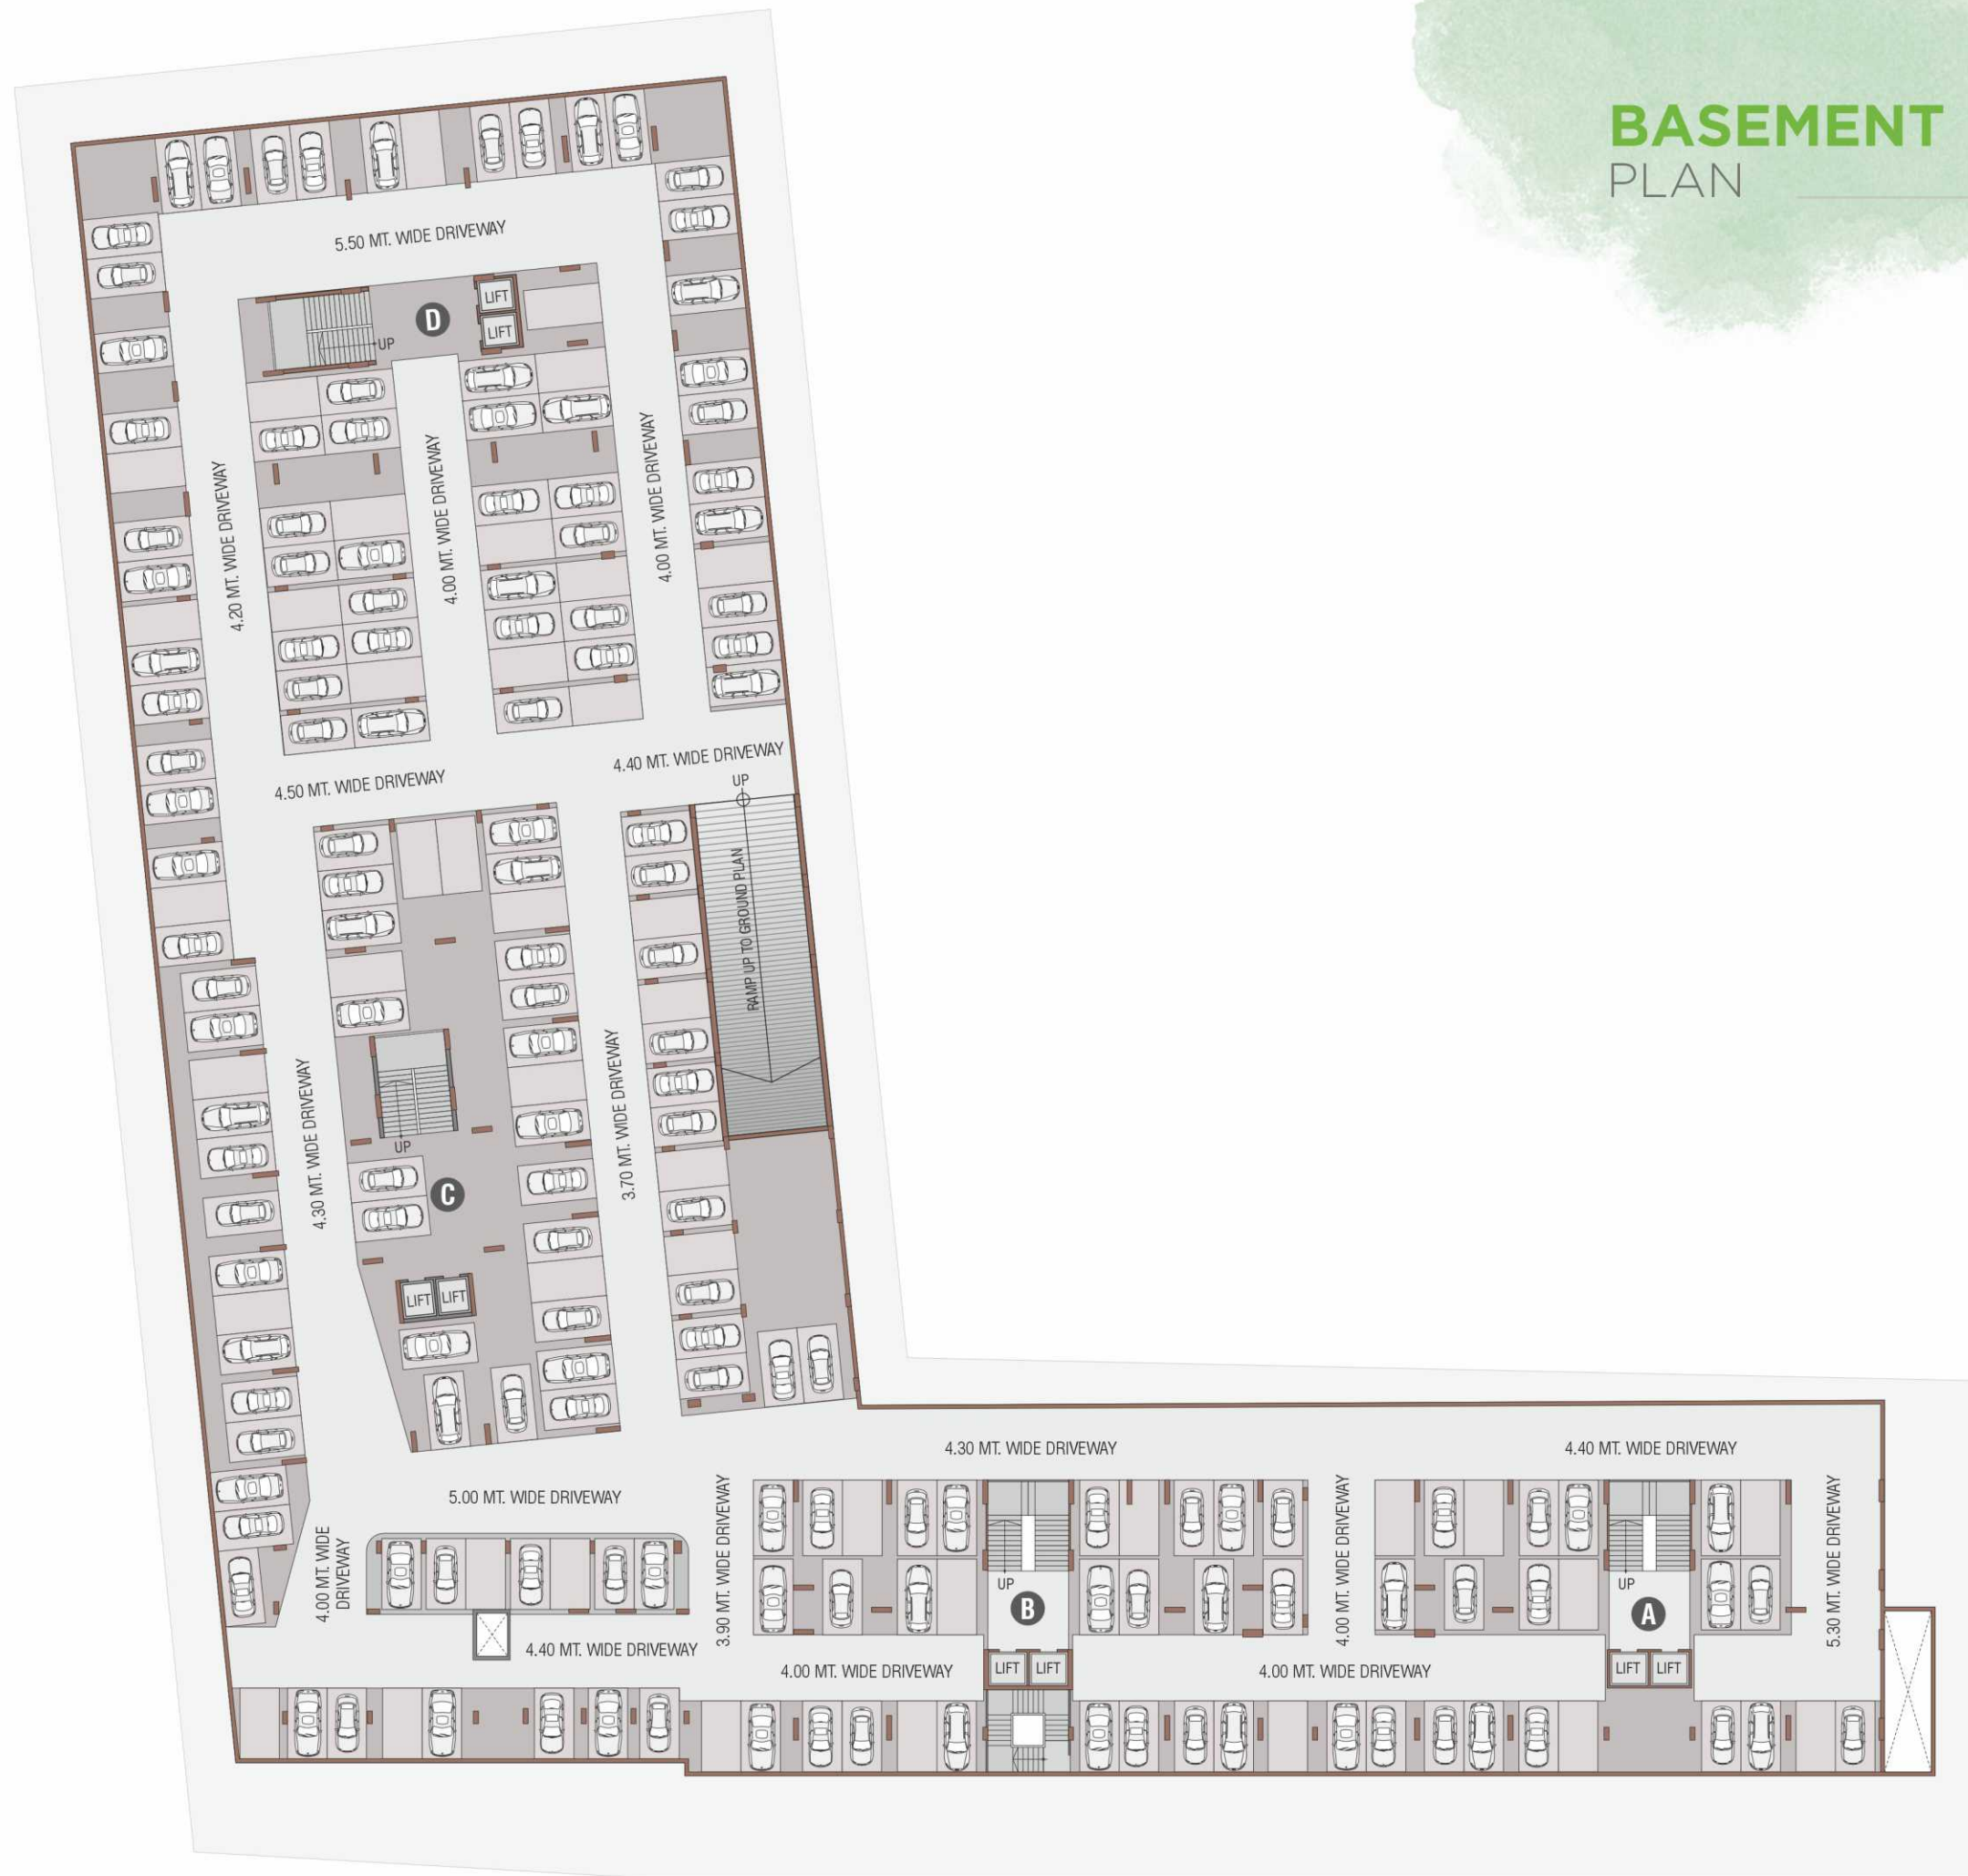 BASEMENT
PLAN
5.50 MT. WIDE DRIVEWAY
LIFT
LIFT
D
UP
4.20 MT. WIDE DRIVEWAY
4.00 MT. WIDE DRIVEWAY
4.00 MT. WIDE DRIVEWAY
4.50 MT. WIDE DRIVEWAY
4.40 MT. WIDE DRIVEWAY
UP
RAMP UP TO GROUND PLAN
4.30 MT. WIDE DRIVEWAY
3.70 MT. WIDE DRIVEWAY
UP
C
LIFT LIFT
4.30 MT. WIDE DRIVEWAY
4.40 MT. WIDE DRIVEWAY
5.00 MT. WIDE DRIVEWAY
4.00 MT. WIDE
DRIVEWAY
3.90 MT. WIDE DRIVEWAY
4.00 MT. WIDE DRIVEWAY
5.30 MT. WIDE DRIVEWAY
UP
UP
B
A
4.40 MT. WIDE DRIVEWAY
4.00 MT. WIDE DRIVEWAY
LIFT LIFT
4.00 MT. WIDE DRIVEWAY
LIFT LIFT